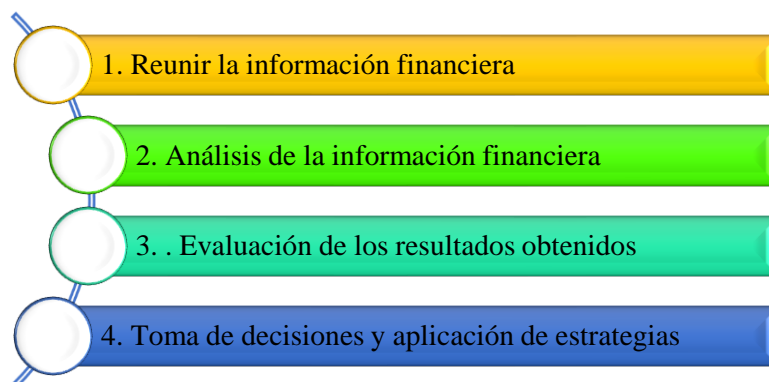 1. Reunir la información financiera
2. Análisis de la información financiera
3. . Evaluación de los resultados obtenidos
4. Toma de decisiones y aplicación de estrategias